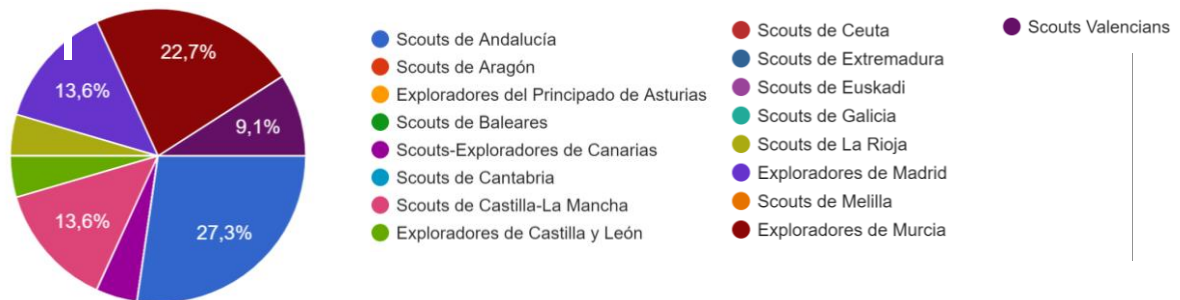 22,7%
13,6%
9,1%
13,6%
27,3%
Scouts de Andalucía
Scouts de Aragón
Exploradores del Principado de Asturias
Scouts de Baleares
Scouts-Exploradores de Canarias
Scouts de Cantabria
Scouts de Castilla-La Mancha
Exploradores de Castilla y León
Scouts de Ceuta
Scouts de Extremadura
Scouts de Euskadi
Scouts de Galicia
Scouts de La Rioja
Exploradores de Madrid
Scouts de Melilla
Exploradores de Murcia
Scouts Valencians